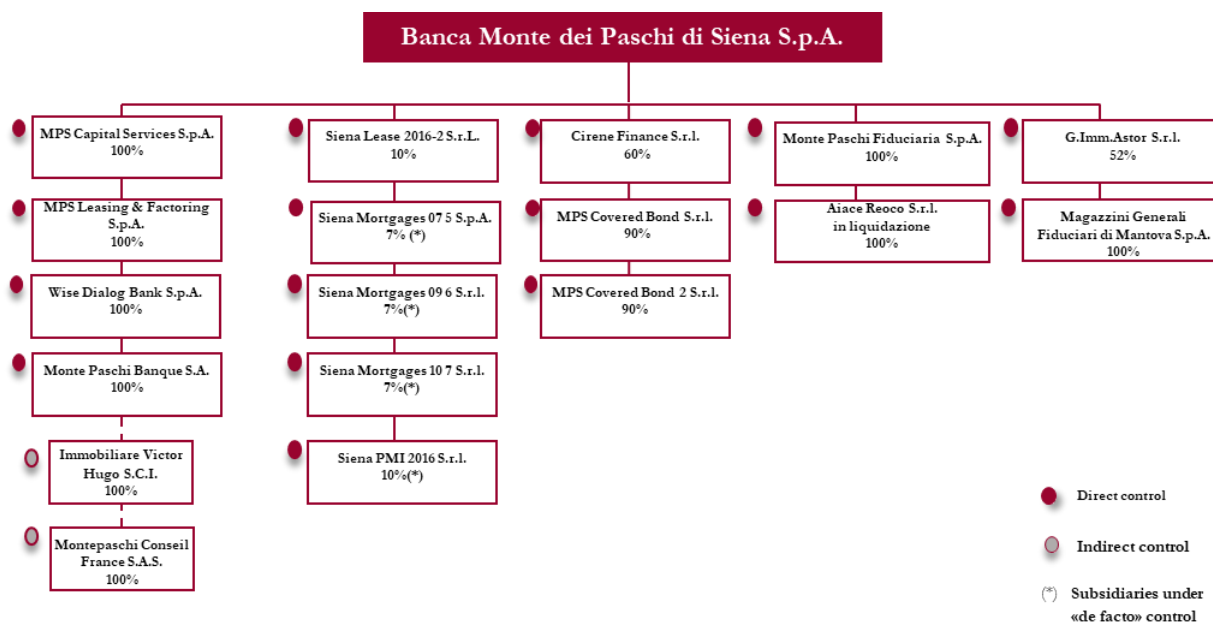 Banca Monte dei Paschi di Siena S.p.A.
MPS Capital Services S.p.A.
100%
MPS Leasing & Factoring
S.p.A.
100%
Wise Dialog Bank S.p.A.
100%
Monte Paschi Banque S.A.
100%
Immobiliare Victor
Hugo S.C.I.
100%
Montepaschi Conseil
France S.A.S.
100%
Siena Lease 2016-2 S.r.L.
10%
Siena Mortgages 07 5 S.p.A.
7% (*)
Siena Mortgages 09 6 S.r.l.
7%(*)
Siena Mortgages 10 7 S.r.l.
7%(*)
Siena PMI 2016 S.r.l.
10%(*)
Cirene Finance S.r.l.
60%
MPS Covered Bond S.r.l.
90%
MPS Covered Bond 2 S.r.l.
90%
Monte Paschi Fiduciaria S.p.A.
100%
Aiace Reoco S.r.l.
in liquidazione
100%
G.Imm.Astor S.r.l.
52%
Magazzini Generali
Fiduciari di Mantova S.p.A.
100%
Direct control
Indirect control
(*) Subsidiaries under
«de facto» control